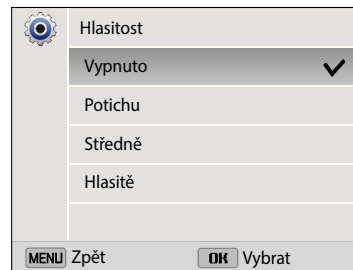 Hlasitost
Vypnuto
Potichu
Středně
Hlasitě
MENU Zpět OK Vybrat